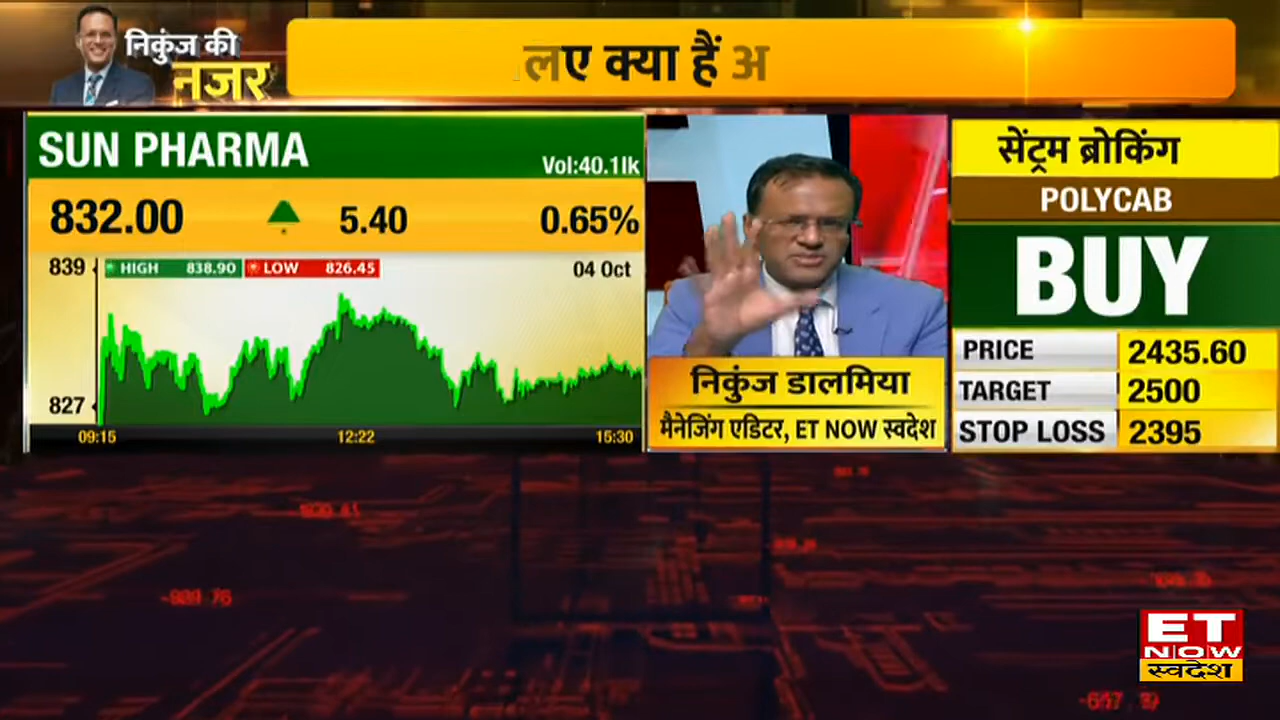 निकुंज की
नजर
लिए क्या हैं
SUN PHARMA
Vol:40.1lk
832.00 5.40 0.65%
839
HIGH 838.90 LOW 826.45
04 Oct
827
09:15 12:22 15:30
निकुंज डालमिया
मैनेजिंग एडिटर, ET NOW स्वदेश
सेंट्रम ब्रोकिंग
POLYCAB
BUY
PRICE 2435.60
TARGET 2500
STOP LOSS 2395
ET
NOW
स्वदेश